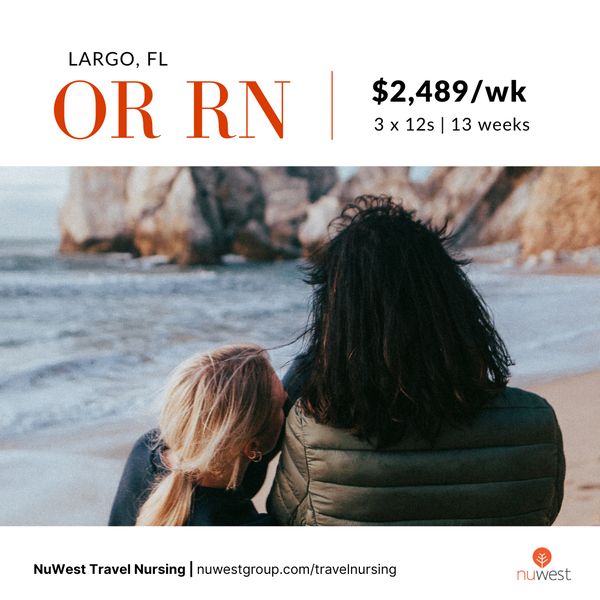 LARGO, FL
OR RN
$2,489/wk
3 x 12s | 13 weeks
NuWest Travel Nursing | nuwestgroup.com/travelnursing
nuwest